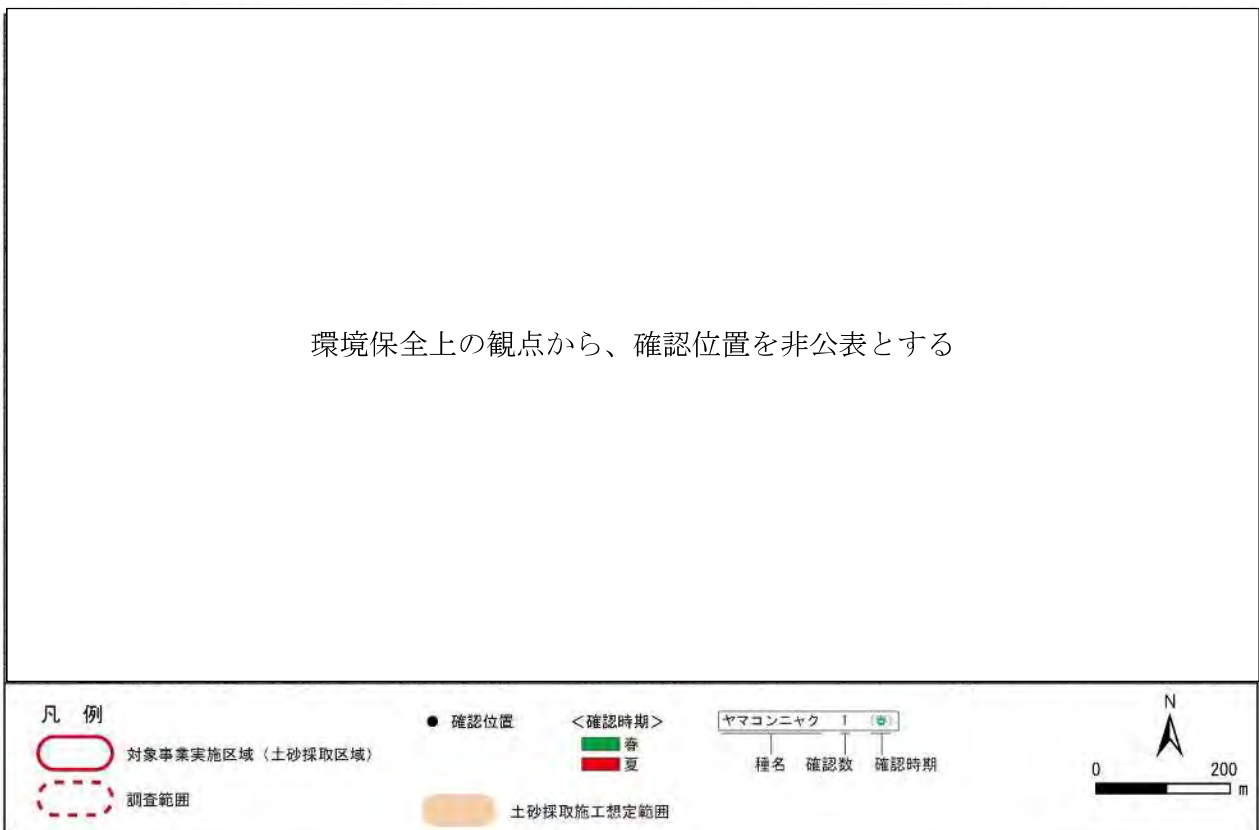 環境保全上の観点から、確認位置を非公表とする
凡 例
対象事業実施区域（土砂採取区域）
調査範囲
● 確認位置
＜確認時期＞
春
夏
土砂採取施工想定範囲
ヤマコンニャク 1 （春）
種名 確認数 確認時期
N
0 200
m